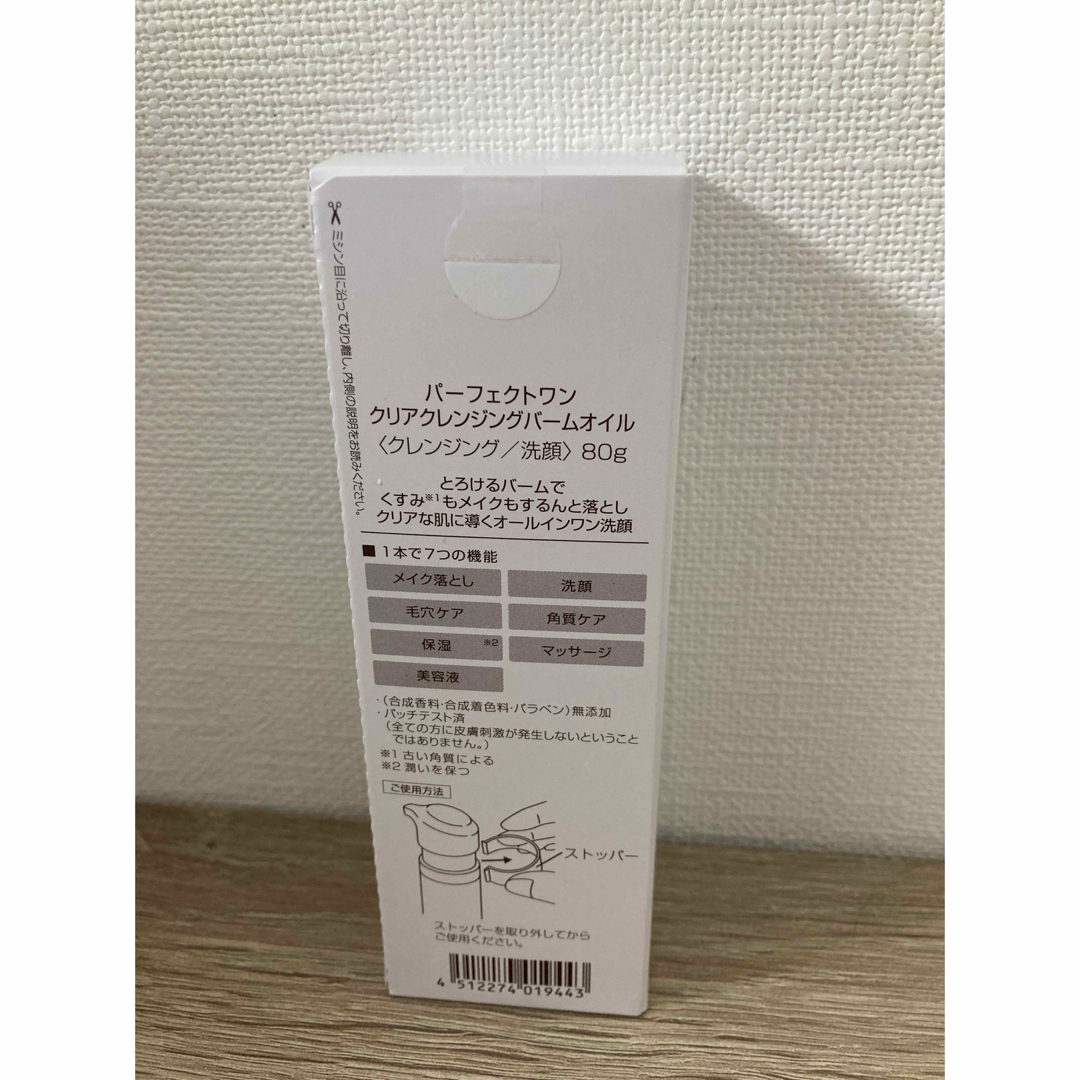 ✂ミシン目に沿って切り離し、内側の説明をお読みください。
パーフェクトワン
クリアクレンジングバームオイル
〈クレンジング／洗顔〉80g
とろけるバームで
くすみ※1もメイクもするんと落とし
クリアな肌に導くオールインワン洗顔
■1本で7つの機能
メイク落とし 洗顔
毛穴ケア 角質ケア
保湿 ※2 マッサージ
美容液
・(合成香料・合成着色料・パラベン)無添加
・パッチテスト済
(全ての方に皮膚刺激が発生しないということ
ではありません。)
※1 古い角質による
※2 潤いを保つ
ご使用方法
ストッパー
ストッパーを取り外してから
ご使用ください。
4 512274 019443